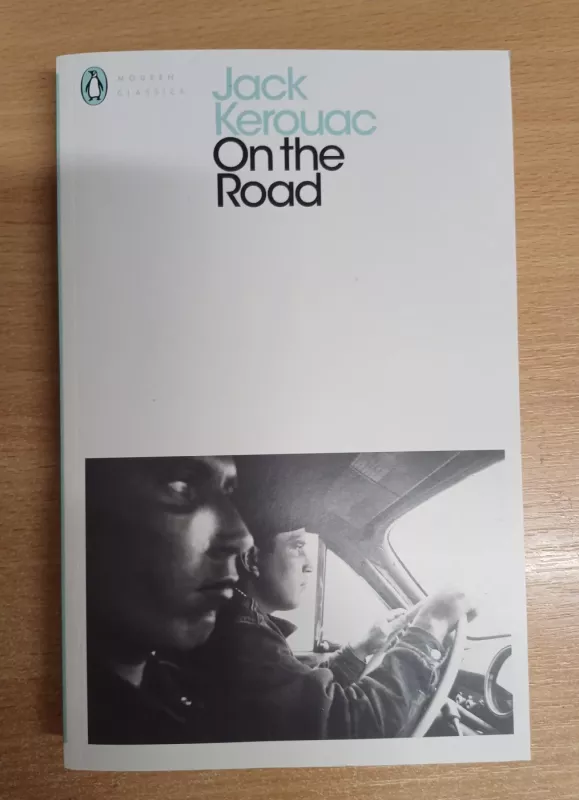 MODERN
CLASSICS
Jack
Kerouac
On the
Road